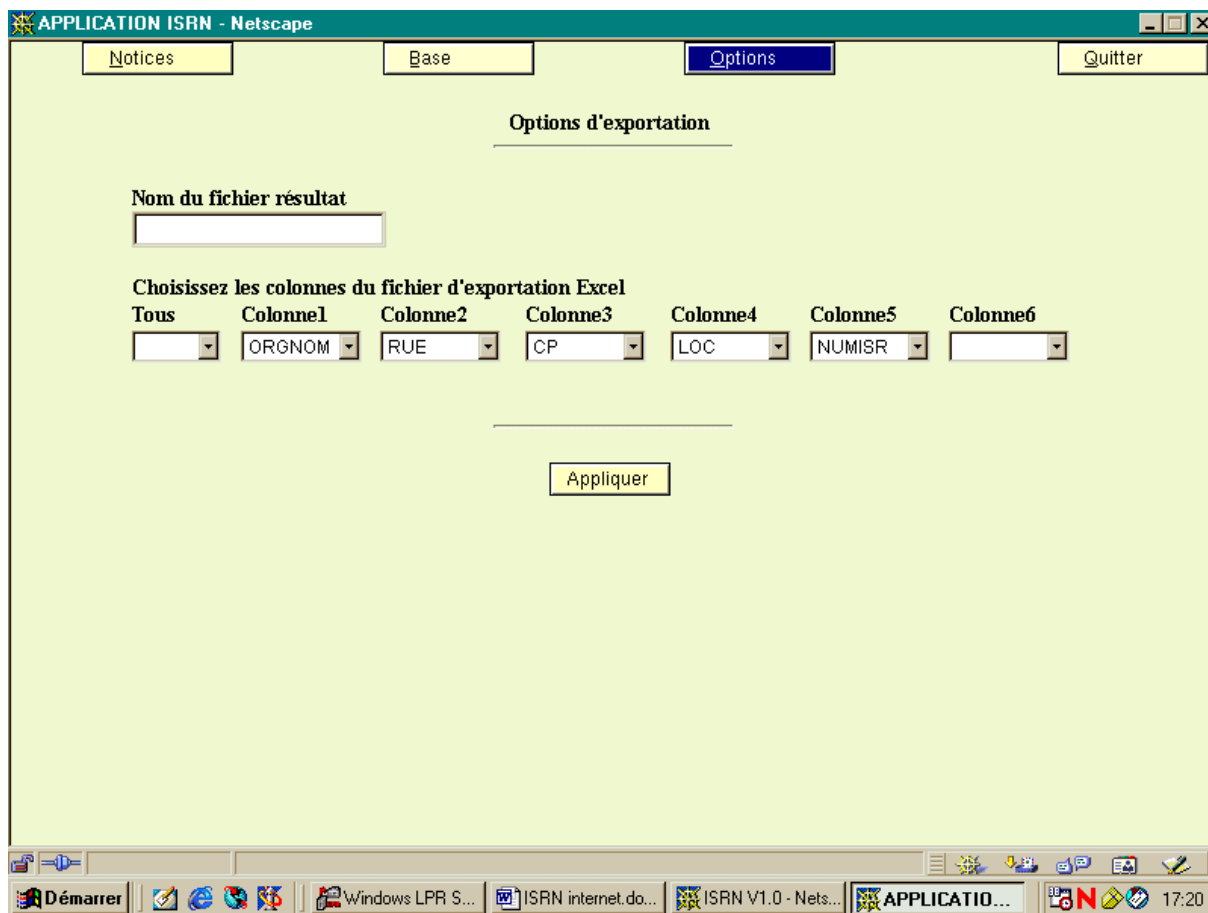 APPLICATION ISRN - Netscape
Notices Base Options Quitter
Options d'exportation
Nom du fichier résultat
Choisissez les colonnes du fichier d'exportation Excel
Tous Colonne1 Colonne2 Colonne3 Colonne4 Colonne5 Colonne6
ORGNOM RUE CP LOC NUMISR
Appliquer
Démarrer Windows LPR S... ISRN internet.do... ISRN V1.0 - Nets... APPLICATIO... N 17:20